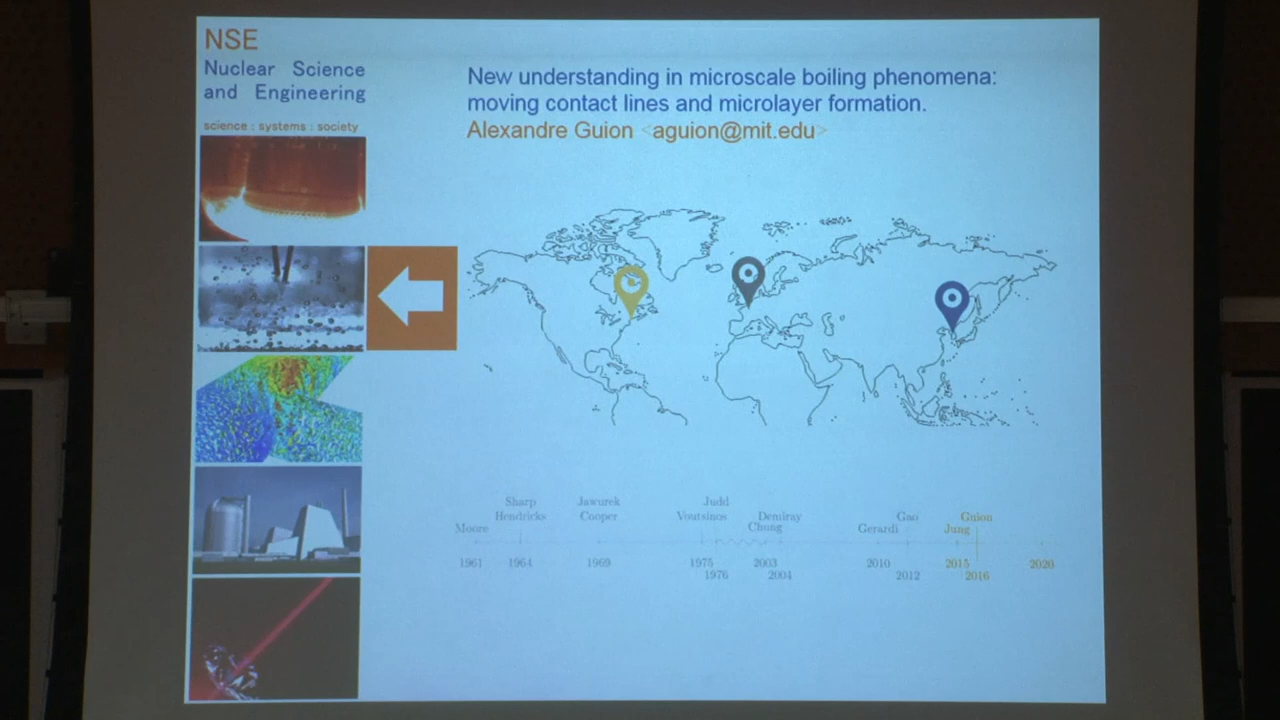 NSE
Nuclear Science
and Engineering
science : systems : society
New understanding in microscale boiling phenomena:
moving contact lines and microlayer formation.
Alexandre Guion <aguion@mit.edu>
Sharp Jawurek Judd
Hendricks Cooper Voutsinos Demiray Gao Guion
Moore Chung Gerardi Jung
1961 1964 1969 1975 2003 2010 2015 2020
1976 2004 2012 2016